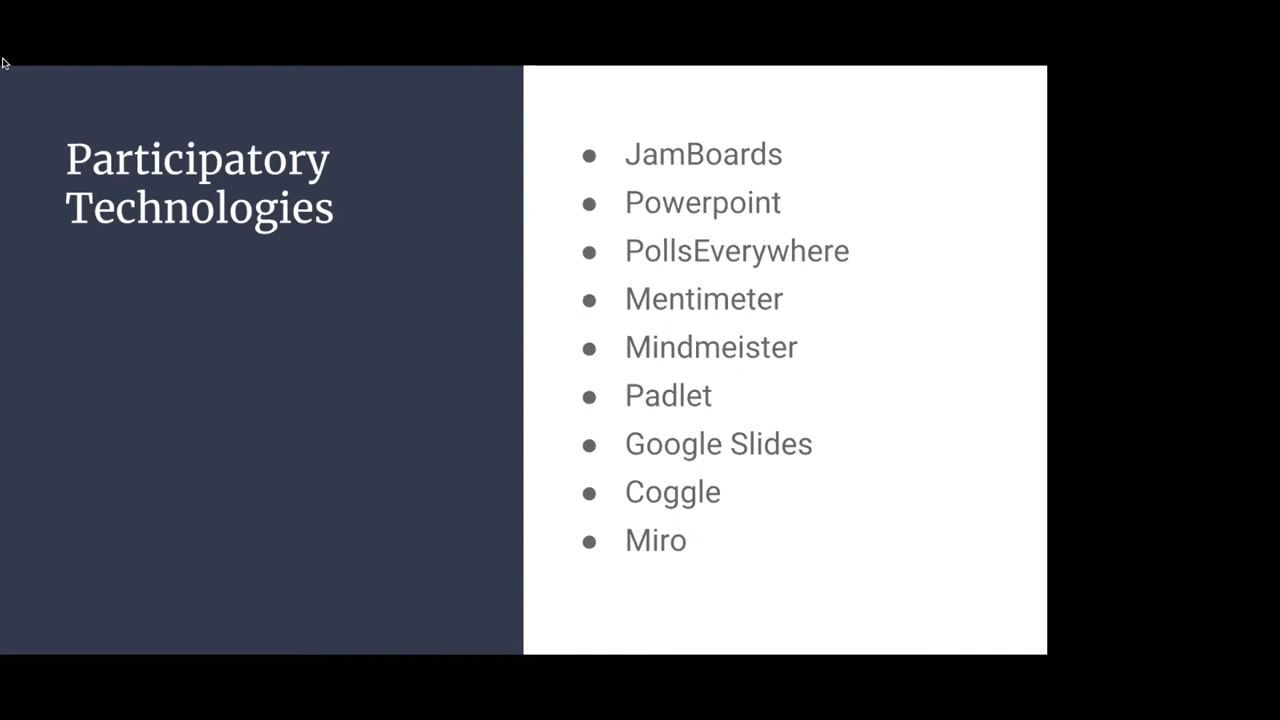 Participatory
Technologies
● JamBoards
● Powerpoint
● PollsEverywhere
● Mentimeter
● Mindmeister
● Padlet
● Google Slides
● Coggle
● Miro